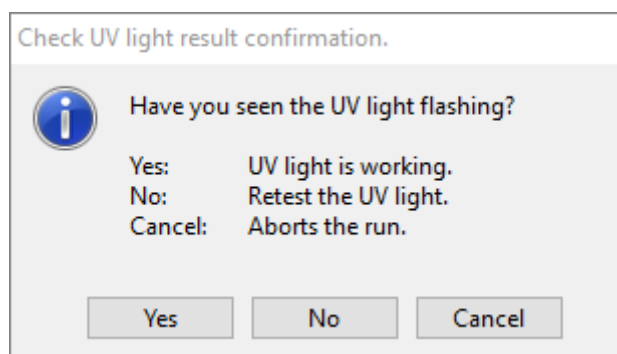 Check UV light result confirmation.
Have you seen the UV light flashing?
Yes: UV light is working.
No: Retest the UV light.
Cancel: Aborts the run.
Yes No Cancel